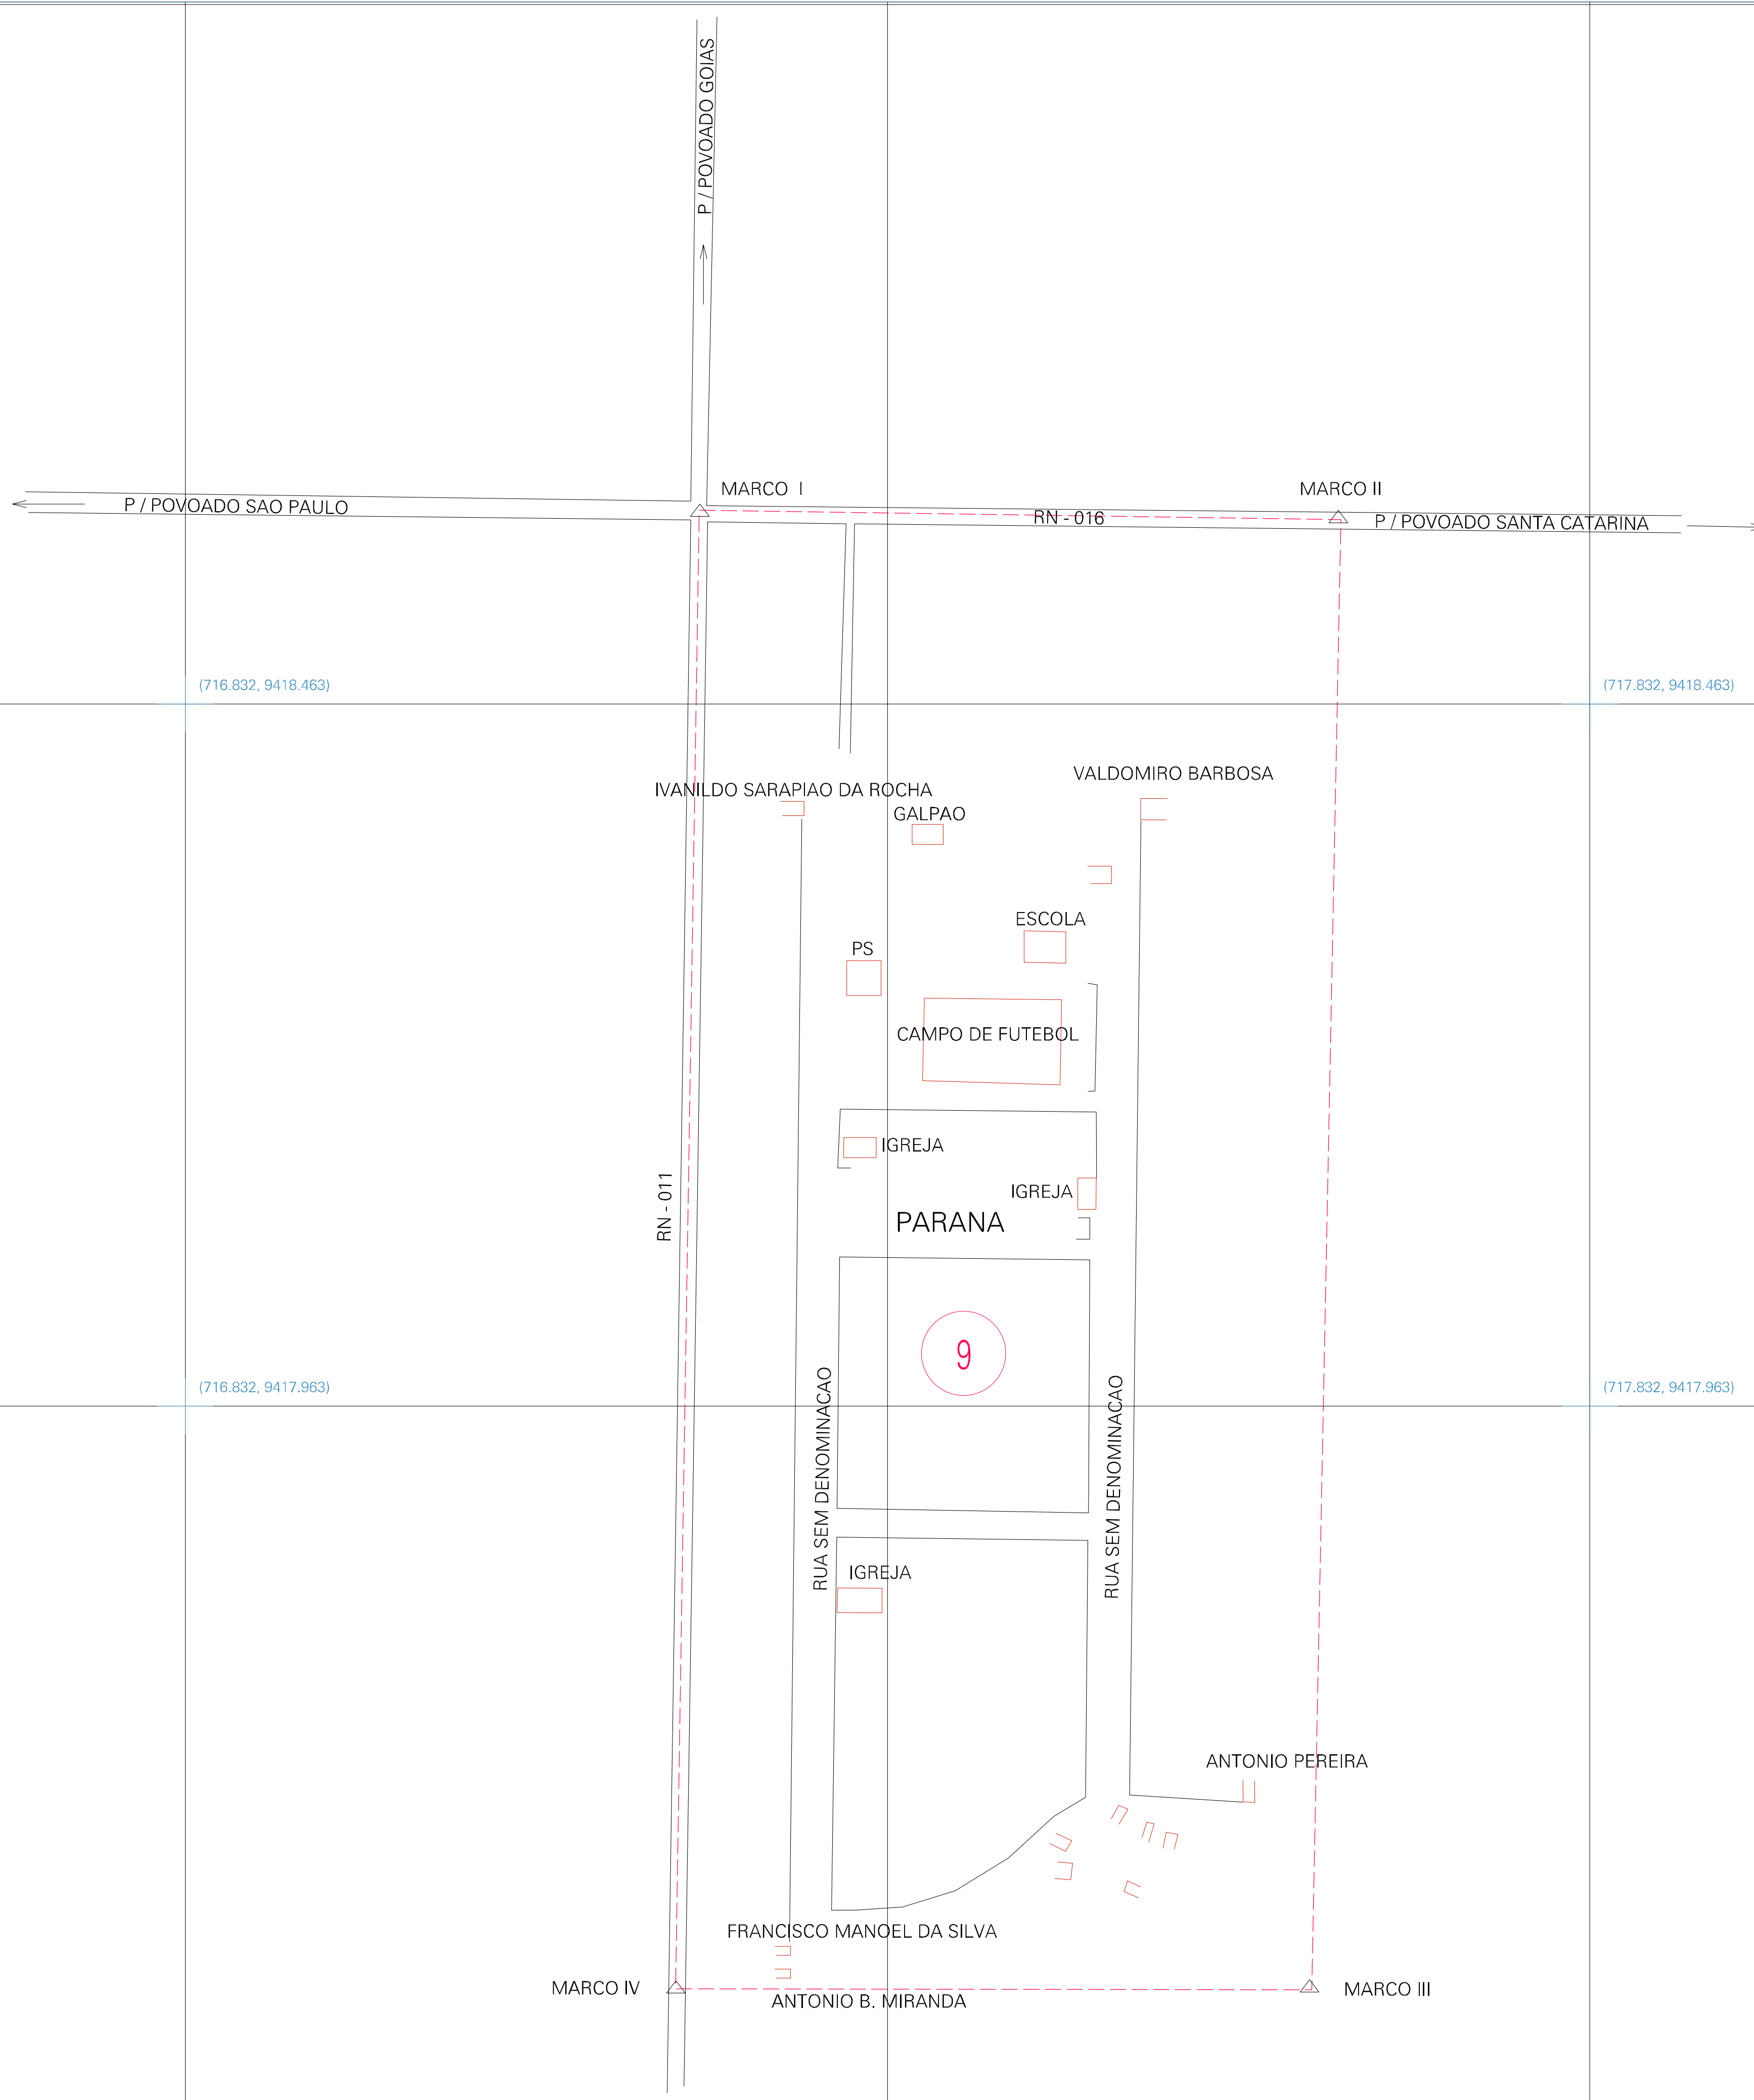 P / POVOADO GOIAS
MARCO I
MARCO II
P / POVOADO SAO PAULO
RN - 016
P / POVOADO SANTA CATARINA
(716.832, 9418.463)
(717.832, 9418.463)
VALDOMIRO BARBOSA
IVANILDO SARAPIAO DA ROCHA
GALPAO
ESCOLA
PS
CAMPO DE FUTEBOL
IGREJA
IGREJA
RN - 011
PARANA
9
(716.832, 9417.963)
(717.832, 9417.963)
RUA SEM DENOMINACAO
RUA SEM DENOMINACAO
IGREJA
ANTONIO PEREIRA
FRANCISCO MANOEL DA SILVA
MARCO IV
MARCO III
ANTONIO B. MIRANDA